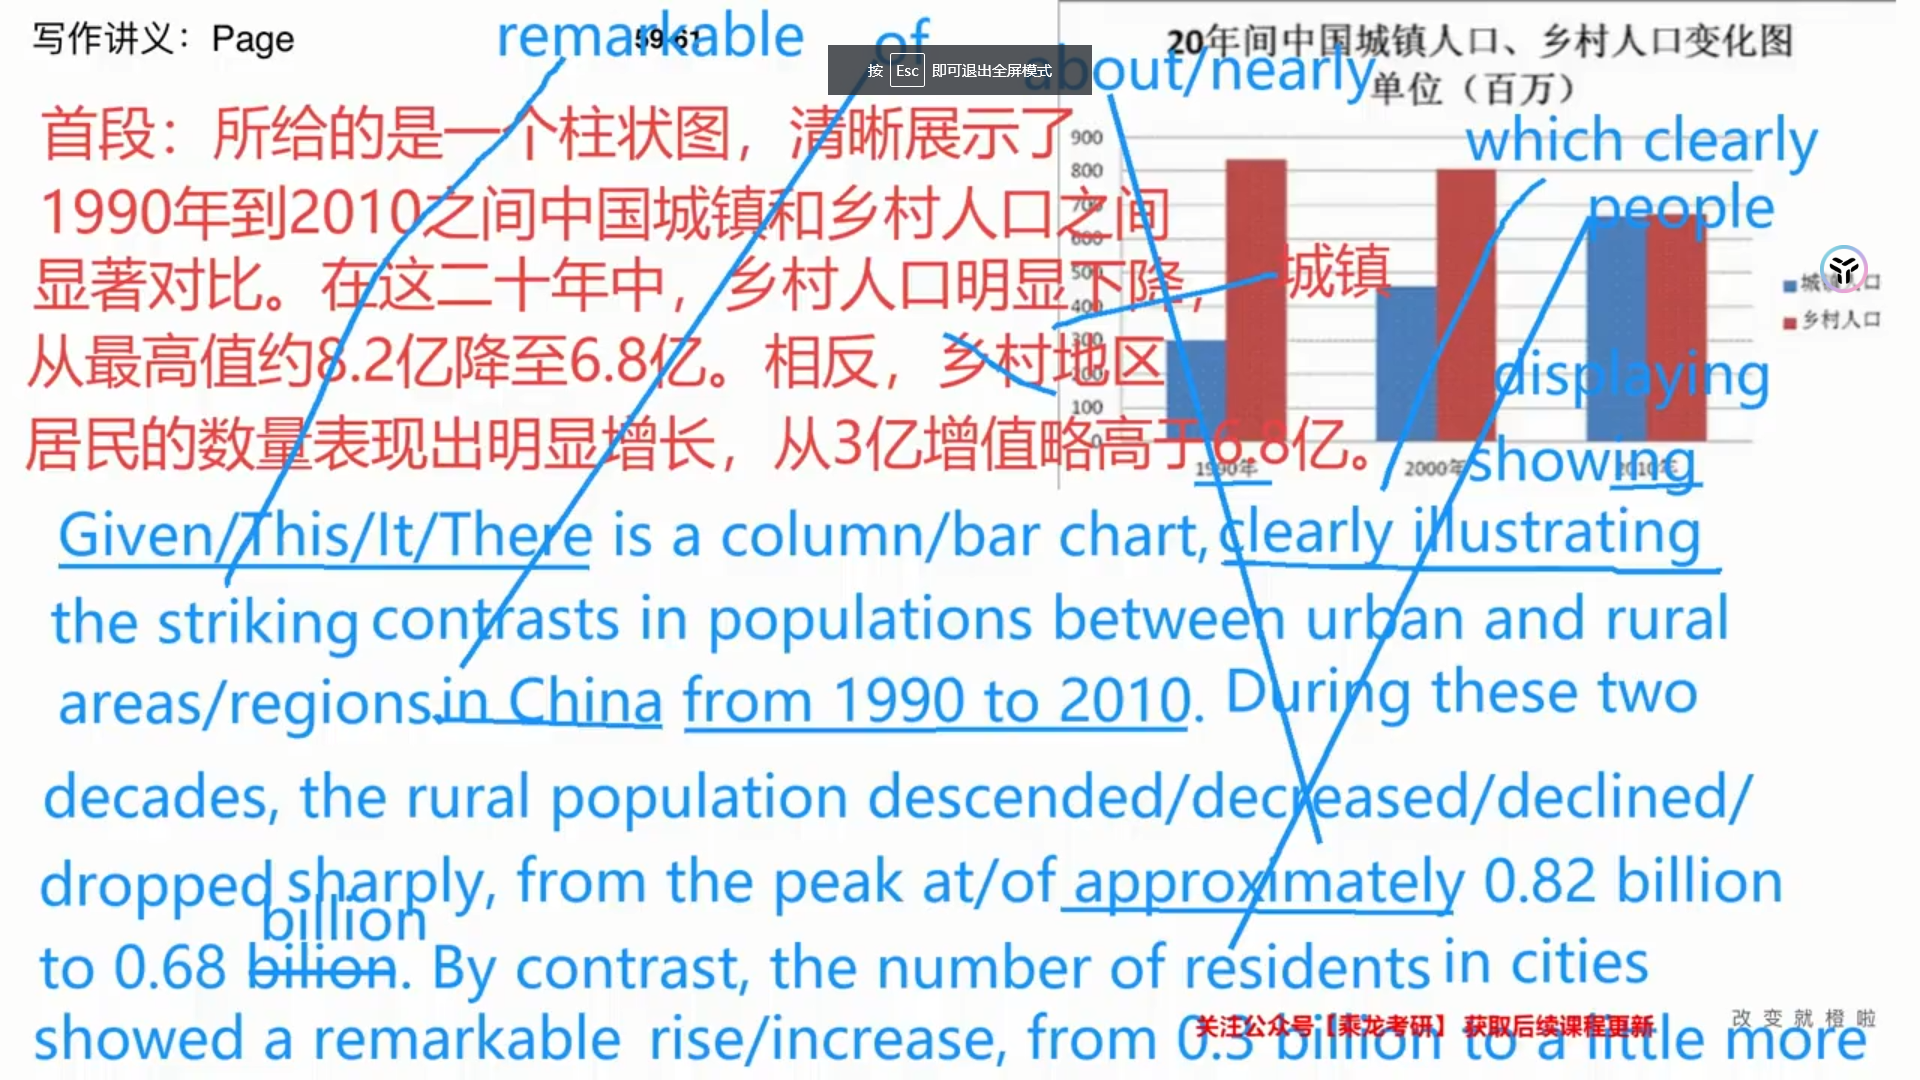 写作讲义：Page 59-61
remarkable
of
about/nearly
按 Esc 即可退出全屏模式
20年间中国城镇人口、乡村人口变化图
单位（百万）
which clearly
people
900
800
700
600
500
400
300
200
100
0
城镇人口
乡村人口
1990年
2000年
2010年
首段：所给的是一个柱状图，清晰展示了
1990年到2010之间中国城镇和乡村人口之间
显著对比。在这二十年中，乡村人口明显下降，
城镇
从最高值约8.2亿降至6.8亿。相反，乡村地区
居民的数量表现出明显增长，从3亿增值略高于6.8亿。
displaying
showing
Given/This/It/There is a column/bar chart, clearly illustrating
the striking contrasts in populations between urban and rural
areas/regions in China from 1990 to 2010. During these two
decades, the rural population descended/decreased/declined/
dropped sharply, from the peak at/of approximately 0.82 billion
billion
to 0.68 bilion. By contrast, the number of residents in cities
showed a remarkable rise/increase, from 0.3 billion to a little more
关注公众号【乘龙考研】 获取后续课程更新
改变就橙啦